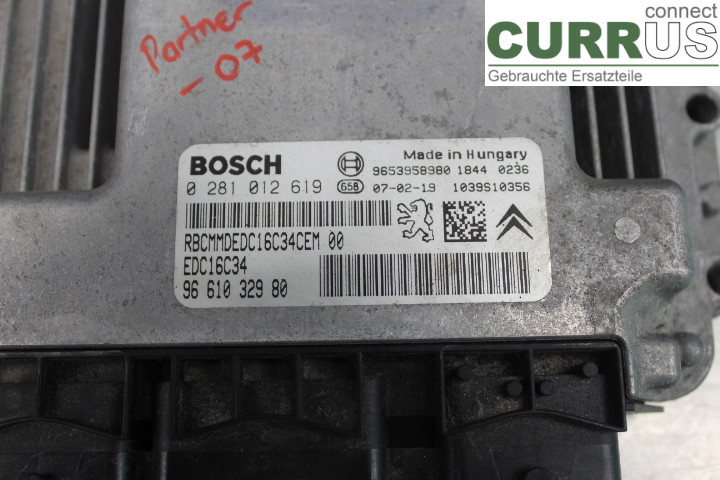 Partner
-07
connect
CURRUS
Gebrauchte Ersatzteile
BOSCH
Made in Hungary
9653958980 1844 0236
0 281 012 619
G5B
07-02-19 1039S10356
RBCMMDEDC16C34CEM 00
EDC16C34
96 610 329 80